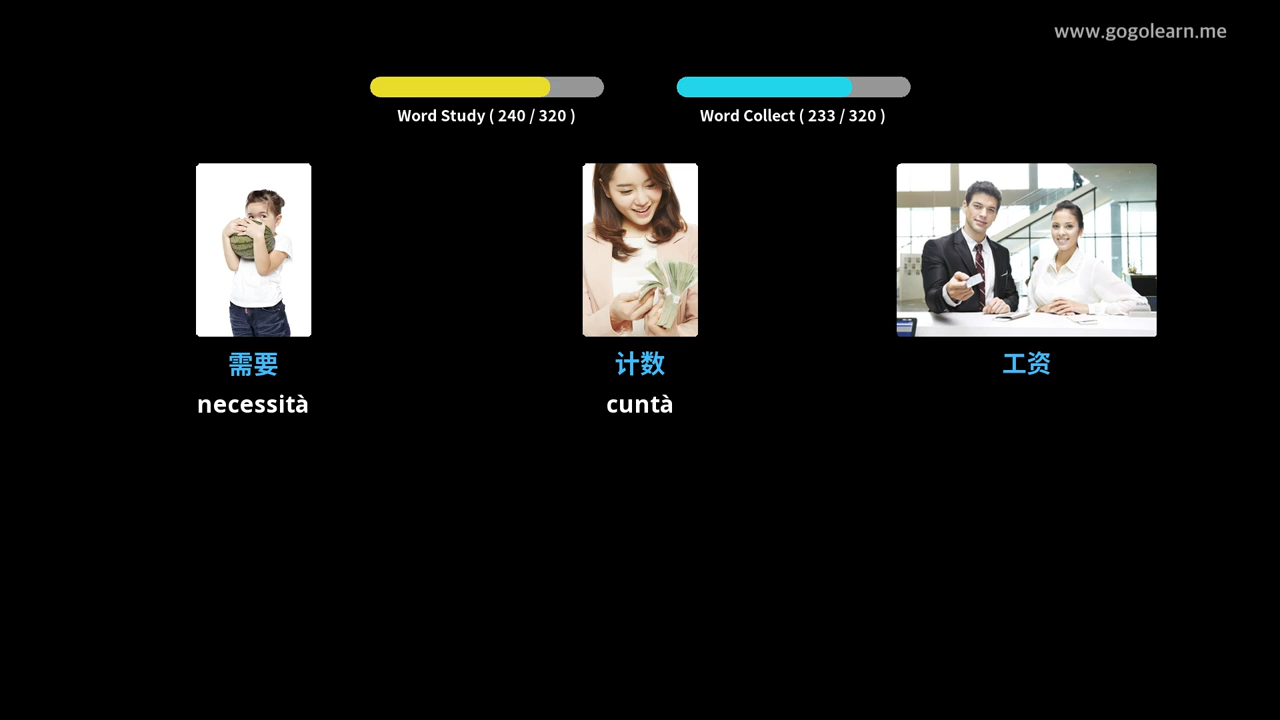 www.gogolearn.me
Word Study ( 240 / 320 )
Word Collect ( 233 / 320 )
需要
计数
工资
necessità
cuntà